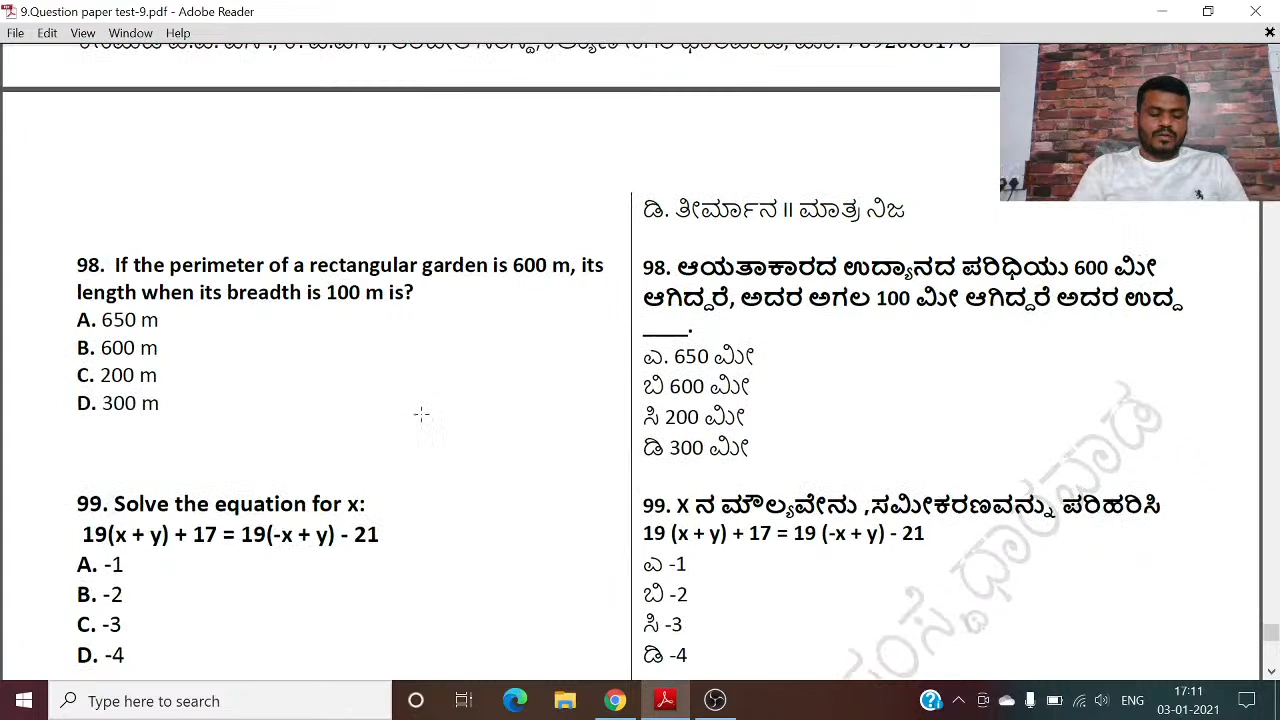 9.Question paper test-9.pdf - Adobe Reader
File Edit View Window Help
98. If the perimeter of a rectangular garden is 600 m, its
length when its breadth is 100 m is?
A. 650 m
B. 600 m
C. 200 m
D. 300 m
99. Solve the equation for x:
19(x + y) + 17 = 19(-x + y) - 21
A. -1
B. -2
C. -3
D. -4
ಡಿ. ತೀರ್ಮಾನ II ಮಾತ್ರ ನಿಜ
98. ಆಯತಾಕಾರದ ಉದ್ಯಾನದ ಪರಿಧಿಯು 600 ಮೀ
ಆಗಿದ್ದರೆ, ಅದರ ಅಗಲ 100 ಮೀ ಆಗಿದ್ದರೆ ಅದರ ಉದ್ದ
____.
ಎ. 650 ಮೀ
ಬಿ 600 ಮೀ
ಸಿ 200 ಮೀ
ಡಿ 300 ಮೀ
99. X ನ ಮೌಲ್ಯವೇನು ,ಸಮೀಕರಣವನ್ನು ಪರಿಹರಿಸಿ
19 (x + y) + 17 = 19 (-x + y) - 21
ಎ -1
ಬಿ -2
ಸಿ -3
ಡಿ -4
Type here to search
ENG
17:11
03-01-2021